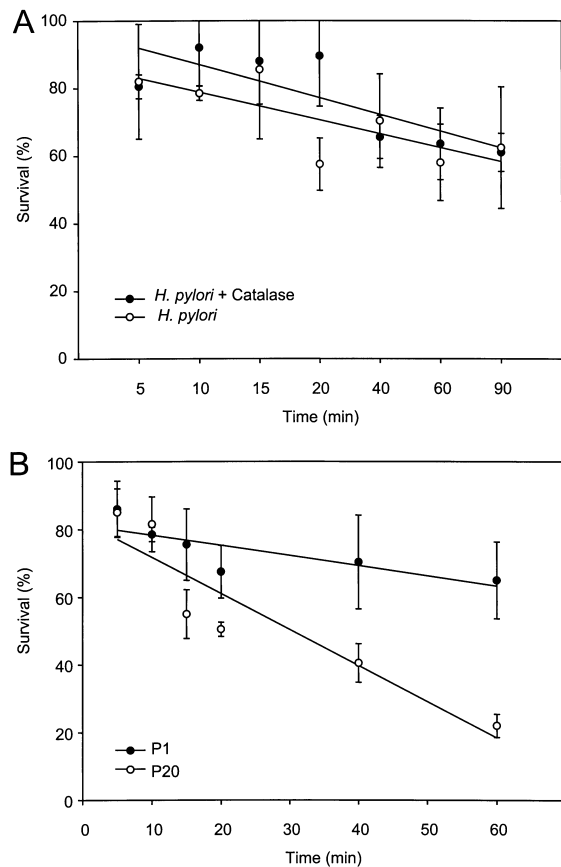 A
100
80
60
40
20
0
Survival (%)
H. pylori + Catalase
H. pylori
5 10 15 20 40 60 90
Time (min)
B
100
80
60
40
20
0
Survival (%)
P1
P20
0 10 20 30 40 50 60
Time (min)